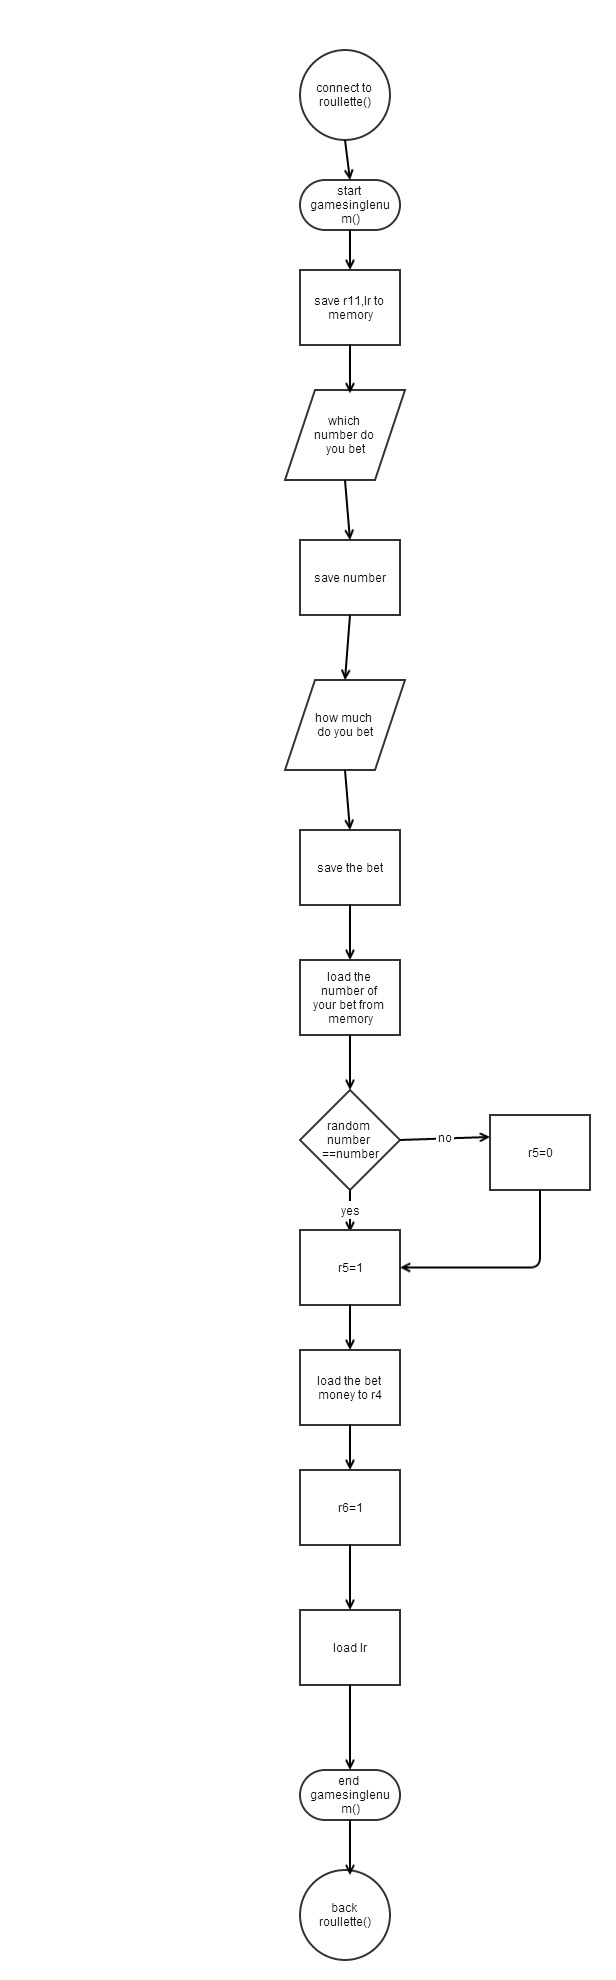 connect to
roullette()
start
gamesinglenu
m()
save r11,lr to
memory
which
number do
you bet
save number
how much
do you bet
save the bet
load the
number of
your bet from
memory
random
number
==number
no
r5=0
yes
r5=1
load the bet
money to r4
r6=1
load lr
end
gamesinglenu
m()
back
roullette()